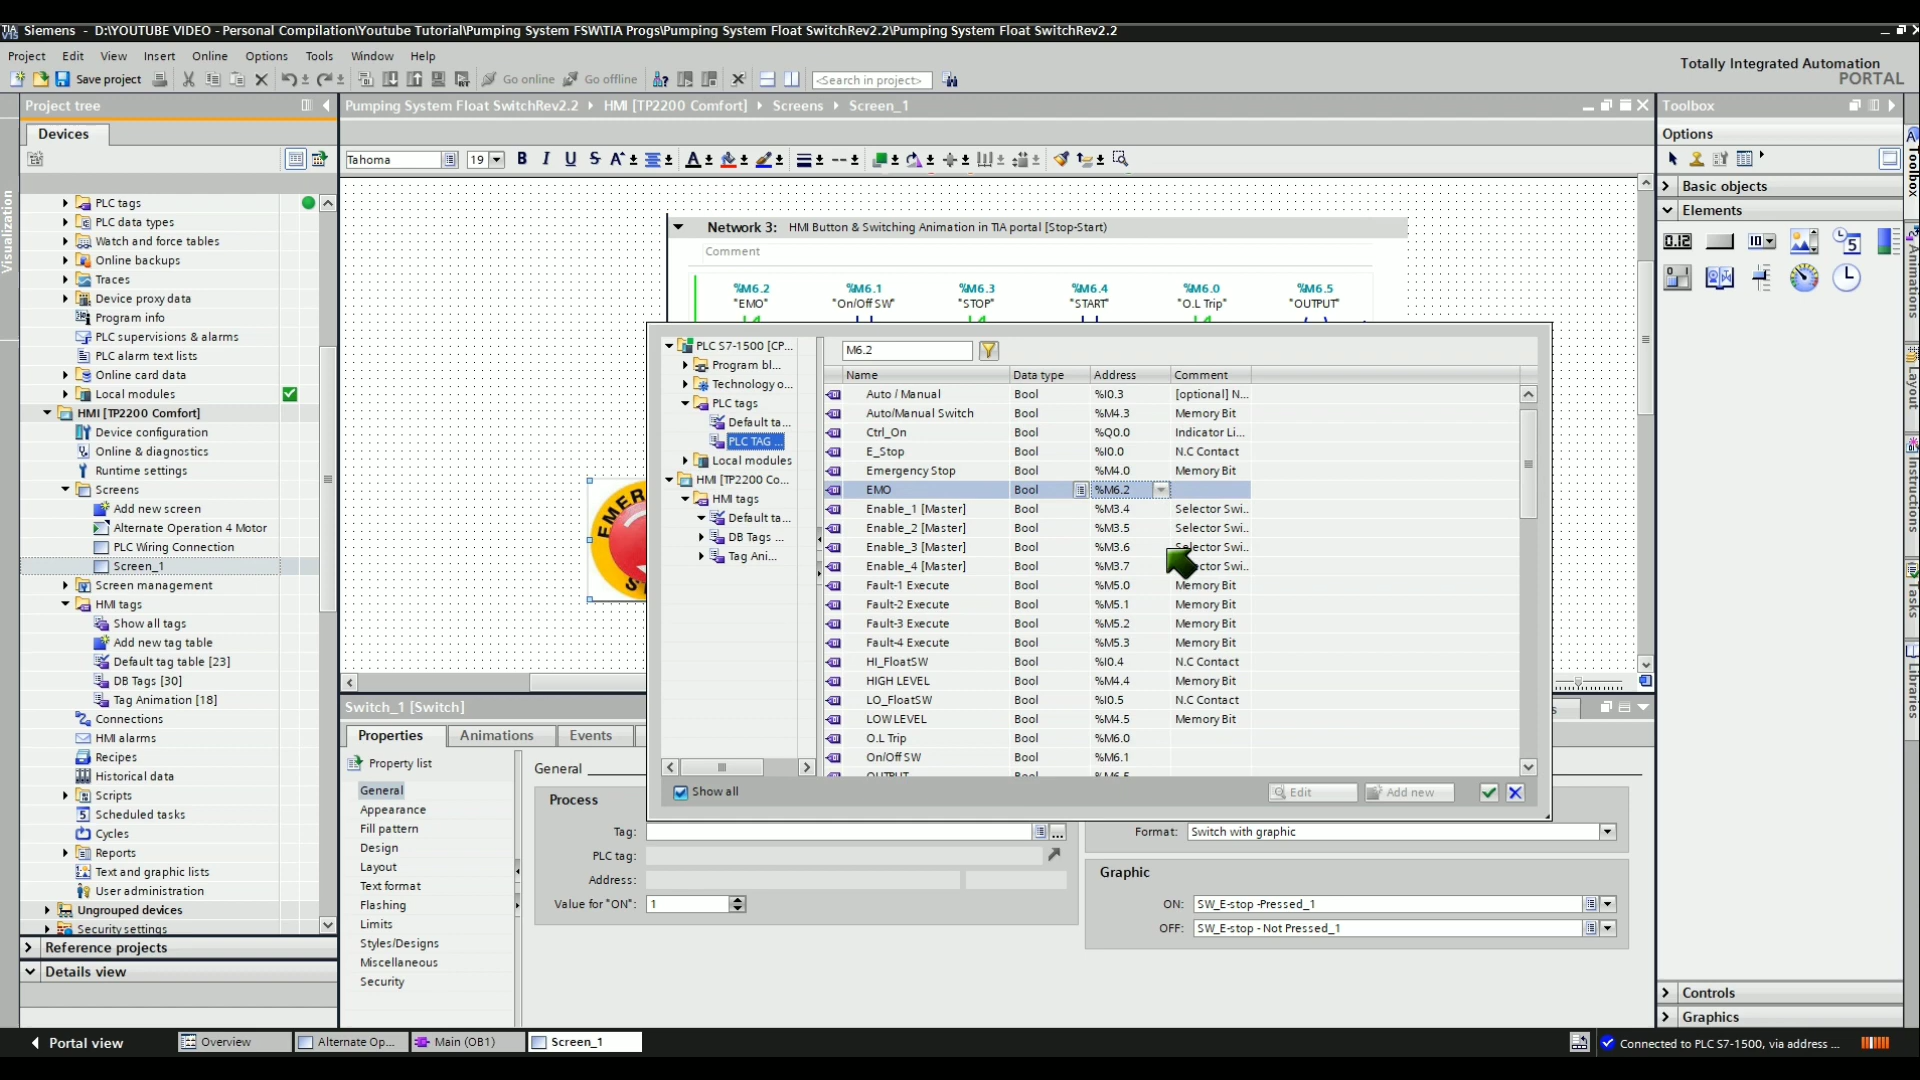 Siemens - D:\YOUTUBE VIDEO - Personal Compilation\Youtube Tutorial\Pumping System FSW\TIA Progs\Pumping System Float SwitchRev2.2\Pumping System Float SwitchRev2.2
Project Edit View Insert Online Options Tools Window Help
Totally Integrated Automation
PORTAL
Save project
Go online
Go offline
<Search in project>
Project tree
Pumping System Float SwitchRev2.2 HMI [TP2200 Comfort] Screens Screen_1
Toolbox
Devices
Options
Tahoma 19
Visualization
PLC tags
PLC data types
Watch and force tables
Online backups
Traces
Device proxy data
Program info
PLC supervisions & alarms
PLC alarm text lists
Online card data
Local modules
HMI [TP2200 Comfort]
Device configuration
Online & diagnostics
Runtime settings
Screens
Add new screen
Alternate Operation 4 Motor
PLC Wiring Connection
Screen_1
Screen management
HMI tags
Show all tags
Add new tag table
Default tag table [23]
DB Tags [30]
Tag Animation [18]
Connections
HMI alarms
Recipes
Historical data
Scripts
Scheduled tasks
Cycles
Reports
Text and graphic lists
User administration
Ungrouped devices
Security settings
Reference projects
Details view
Network 3: HMI Button & Switching Animation in TIA portal [Stop-Start]
Comment
%M6.2 %M6.1 %M6.3 %M6.4 %M6.0 %M6.5
"EMO" "On/Off SW" "STOP" "START" "O.L Trip" "OUTPUT"
PLC S7-1500 [CP...
Program bl...
Technology o...
PLC tags
Default ta...
PLC TAG ...
Local modules
HMI [TP2200 Co...
HMI tags
Default ta...
DB Tags ...
Tag Ani...
M6.2
Name Data type Address Comment
Auto / Manual Bool %I0.3 [optional] N...
Auto/Manual Switch Bool %M4.3 Memory Bit
Ctrl_On Bool %Q0.0 Indicator Li...
E_Stop Bool %I0.0 N.C Contact
Emergency Stop Bool %M4.0 Memory Bit
EMO Bool %M6.2
Enable_1 [Master] Bool %M3.4 Selector Swi..
Enable_2 [Master] Bool %M3.5 Selector Swi..
Enable_3 [Master] Bool %M3.6 Selector Swi..
Enable_4 [Master] Bool %M3.7 ctor Swi..
Fault-1 Execute Bool %M5.0 Memory Bit
Fault-2 Execute Bool %M5.1 Memory Bit
Fault-3 Execute Bool %M5.2 Memory Bit
Fault-4 Execute Bool %M5.3 Memory Bit
HI_FloatSW Bool %I0.4 N.C Contact
HIGH LEVEL Bool %M4.4 Memory Bit
LO_FloatSW Bool %I0.5 N.C Contact
LOW LEVEL Bool %M4.5 Memory Bit
O.L Trip Bool %M6.0
On/Off SW Bool %M6.1
OUTPUT Bool %M6.5
Show all
Edit
Add new
Switch_1 [Switch]
Properties Animations Events
Property list
General
Appearance
Fill pattern
Design
Layout
Text format
Flashing
Limits
Styles/Designs
Miscellaneous
Security
General
Process
Tag:
PLC tag:
Address:
Value for "ON": 1
Format: Switch with graphic
Graphic
ON: SW_E-stop -Pressed_1
OFF: SW_E-stop - Not Pressed_1
Basic objects
Elements
Controls
Graphics
Toolbox
Animations
Layout
Instructions
Tasks
Libraries
Portal view
Overview
Alternate Op...
Main (OB1)
Screen_1
Connected to PLC S7-1500, via address ...